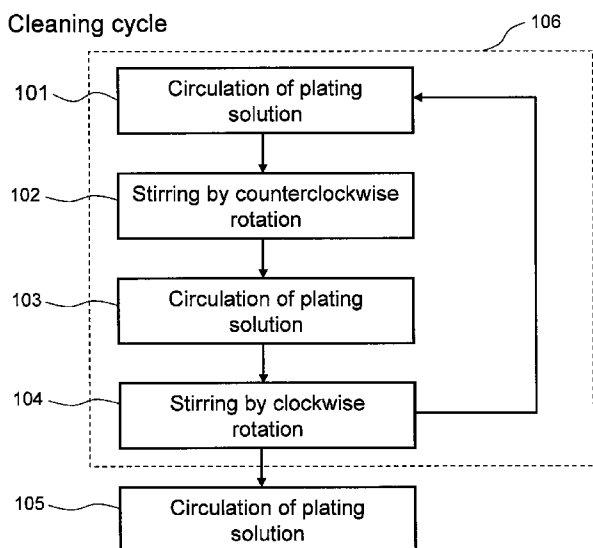 Cleaning cycle
106
101
Circulation of plating
solution
102
Stirring by counterclockwise
rotation
103
Circulation of plating
solution
104
Stirring by clockwise
rotation
105
Circulation of plating
solution